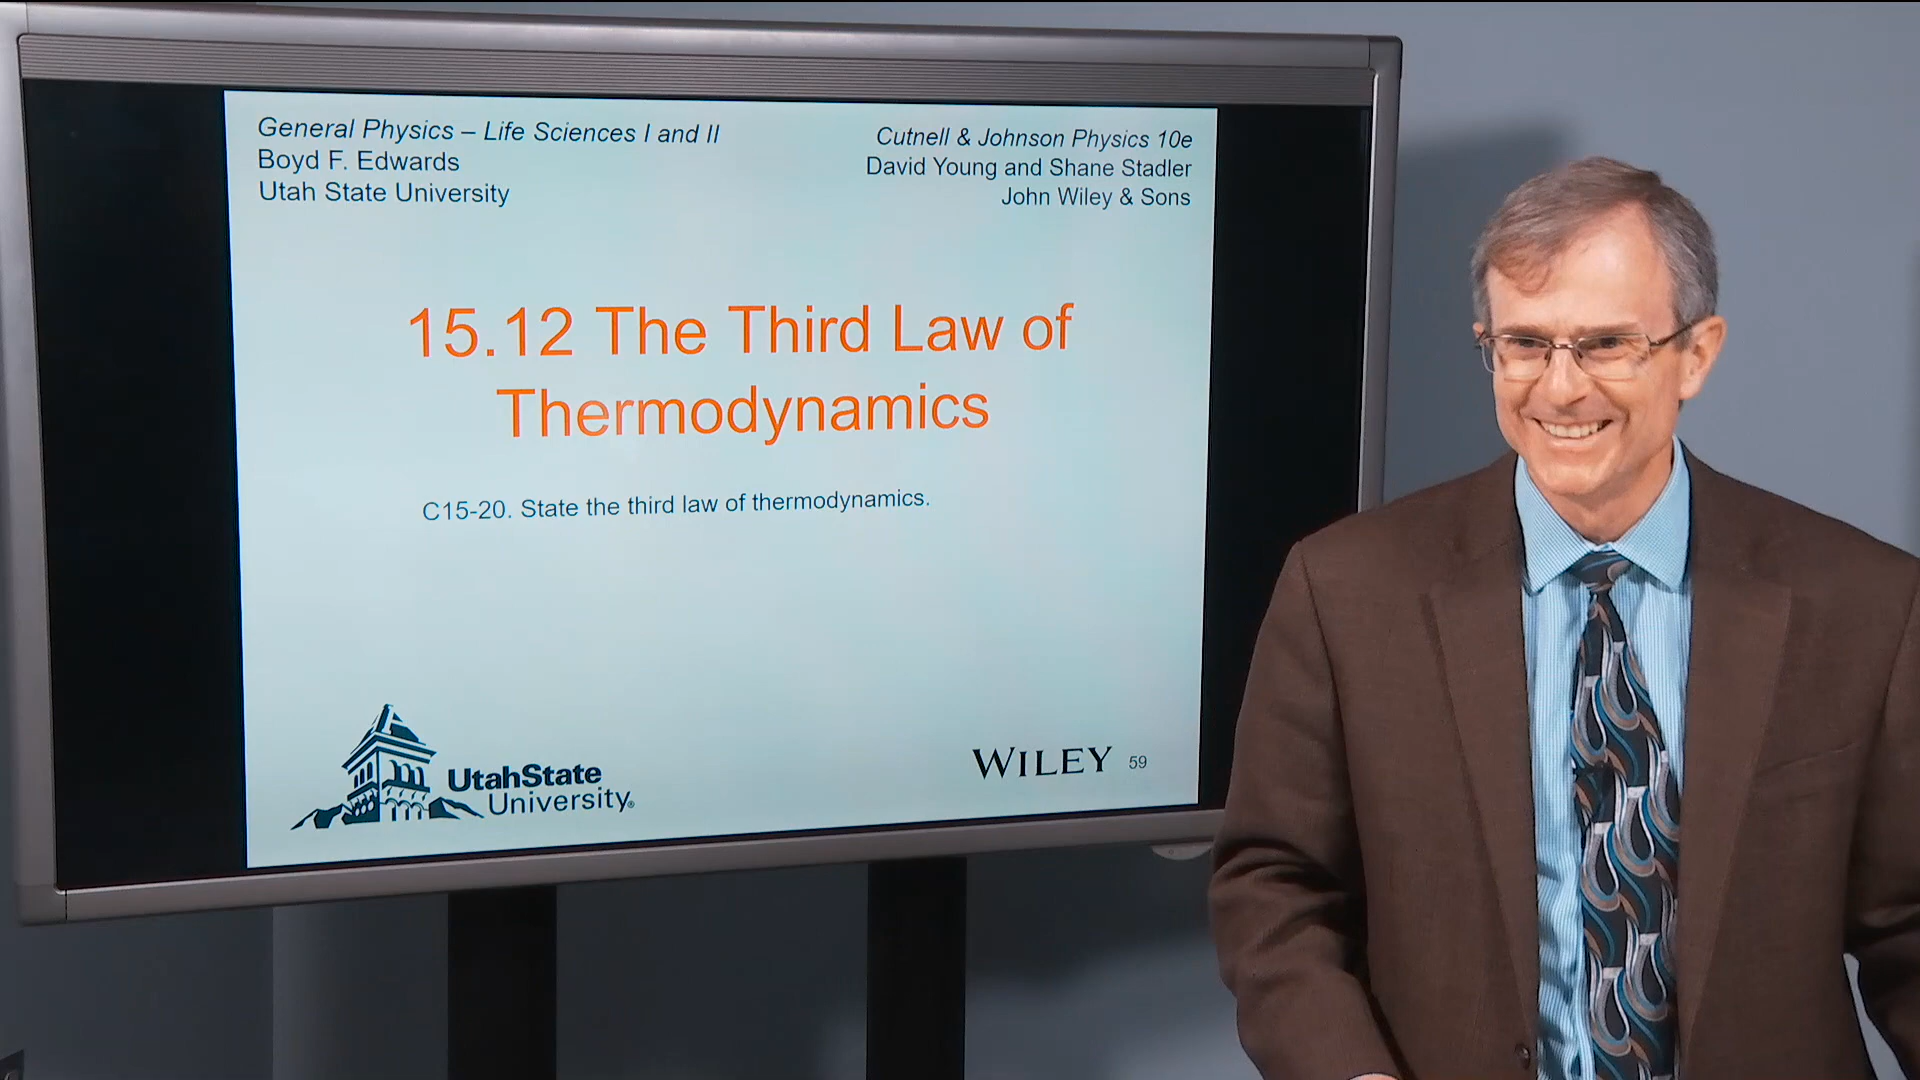 General Physics – Life Sciences I and II
Boyd F. Edwards
Utah State University
Cutnell & Johnson Physics 10e
David Young and Shane Stadler
John Wiley & Sons
15.12 The Third Law of
Thermodynamics
C15-20. State the third law of thermodynamics.
UtahState
University®
WILEY 59